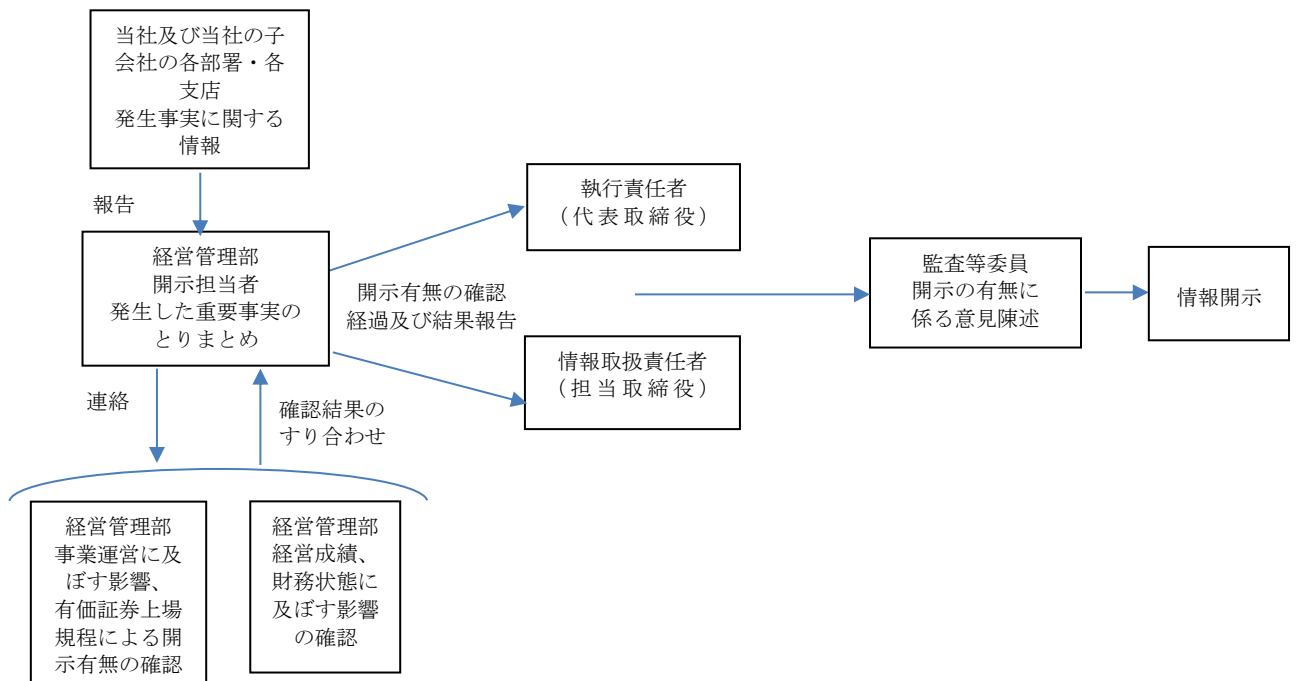 当社及び当社の子
会社の各部署・各
支店
発生事実に関する
情報
報告
経営管理部
開示担当者
発生した重要事実の
とりまとめ
執行責任者
（代表取締役）
開示有無の確認
経過及び結果報告
情報取扱責任者
（担当取締役）
監査等委員
開示の有無に
係る意見陳述
情報開示
連絡
確認結果の
すり合わせ
経営管理部
事業運営に及
ぼす影響、
有価証券上場
規程による開
示有無の確認
経営管理部
経営成績、
財務状態に
及ぼす影響
の確認